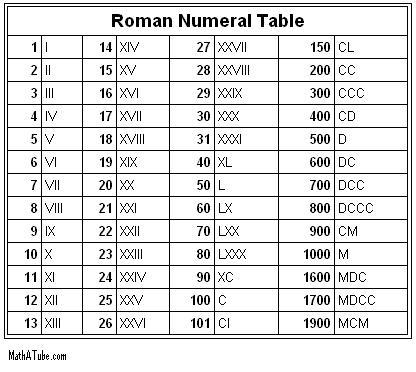 Roman Numeral Table
1 I 14 XIV 27 XXVII 150 CL
2 II 15 XV 28 XXVIII 200 CC
3 III 16 XVI 29 XXIX 300 CCC
4 IV 17 XVII 30 XXX 400 CD
5 V 18 XVIII 31 XXXI 500 D
6 VI 19 XIX 40 XL 600 DC
7 VII 20 XX 50 L 700 DCC
8 VIII 21 XXI 60 LX 800 DCCC
9 IX 22 XXII 70 LXX 900 CM
10 X 23 XXIII 80 LXXX 1000 M
11 XI 24 XXIV 90 XC 1600 MDC
12 XII 25 XXV 100 C 1700 MDCC
13 XIII 26 XXVI 101 CI 1900 MCM
MathATube.com